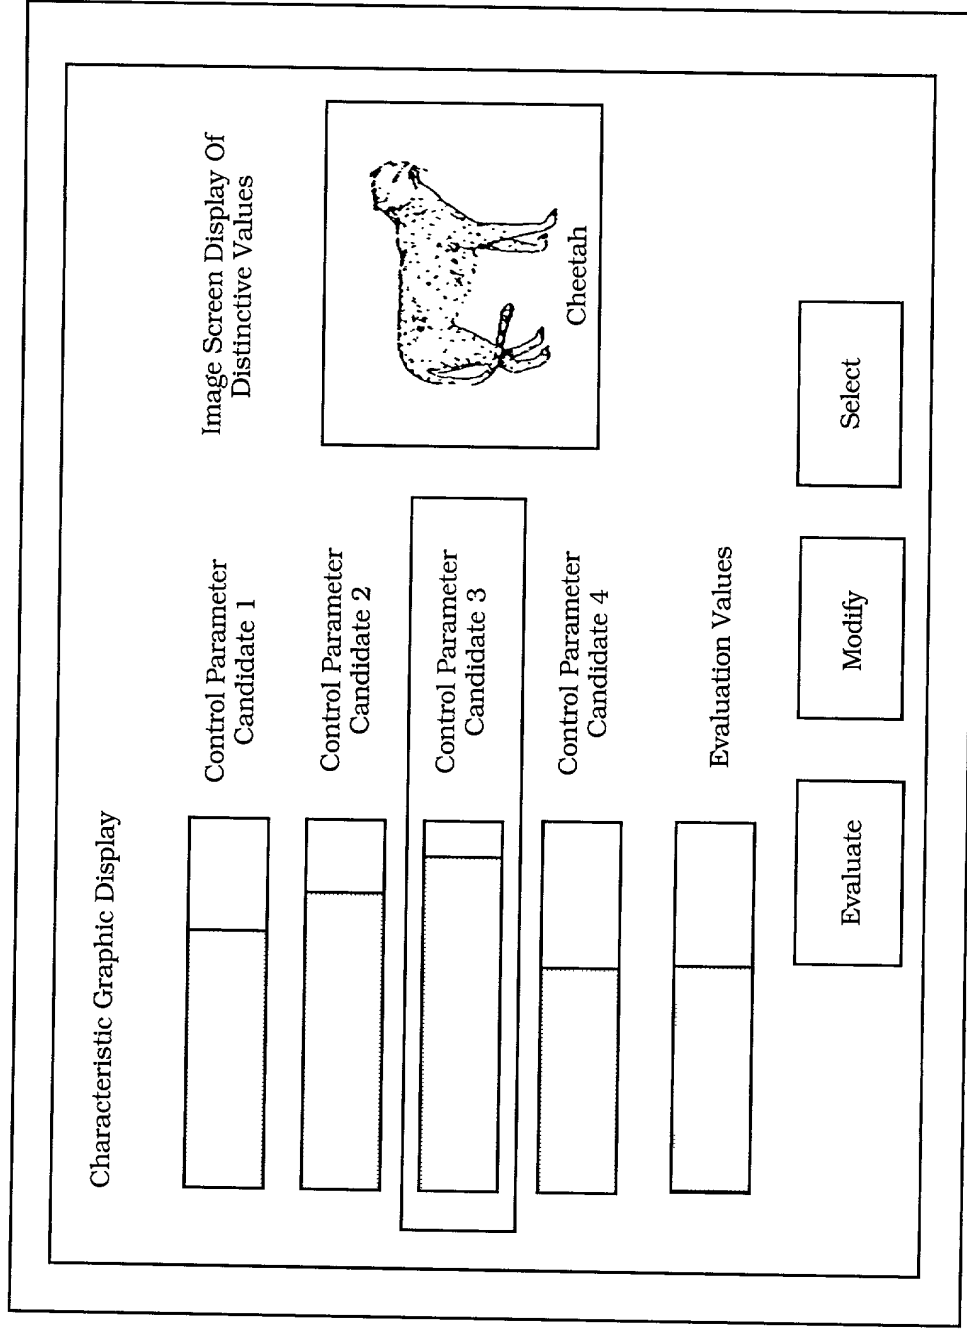 Characteristic Graphic Display
Control Parameter
Candidate 1
Control Parameter
Candidate 2
Control Parameter
Candidate 3
Control Parameter
Candidate 4
Evaluation Values
Image Screen Display Of
Distinctive Values
Cheetah
Evaluate
Modify
Select